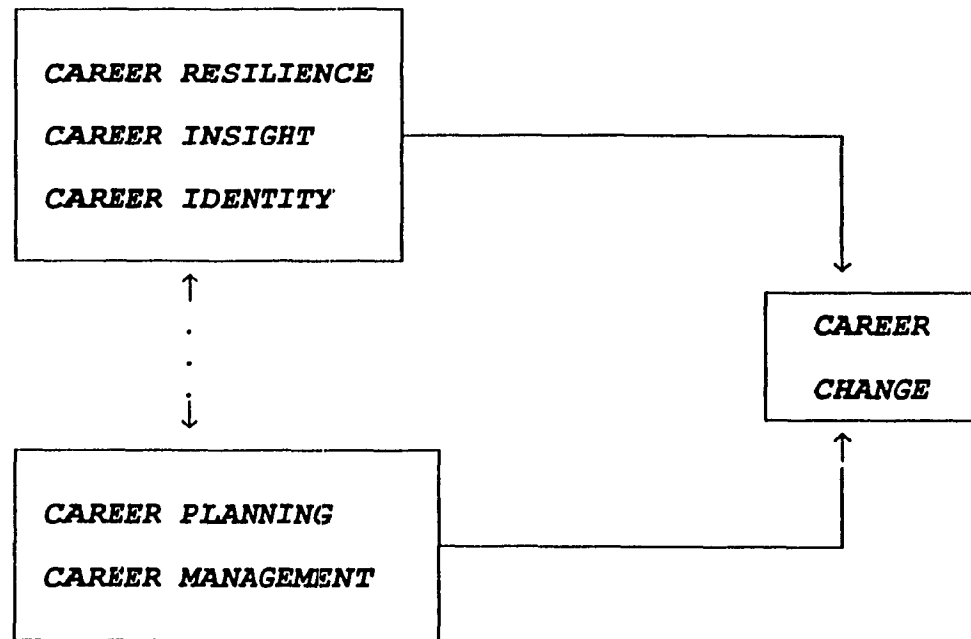 CAREER RESILIENCE
CAREER INSIGHT
CAREER IDENTITY
CAREER
CHANGE
CAREER PLANNING
CAREER MANAGEMENT